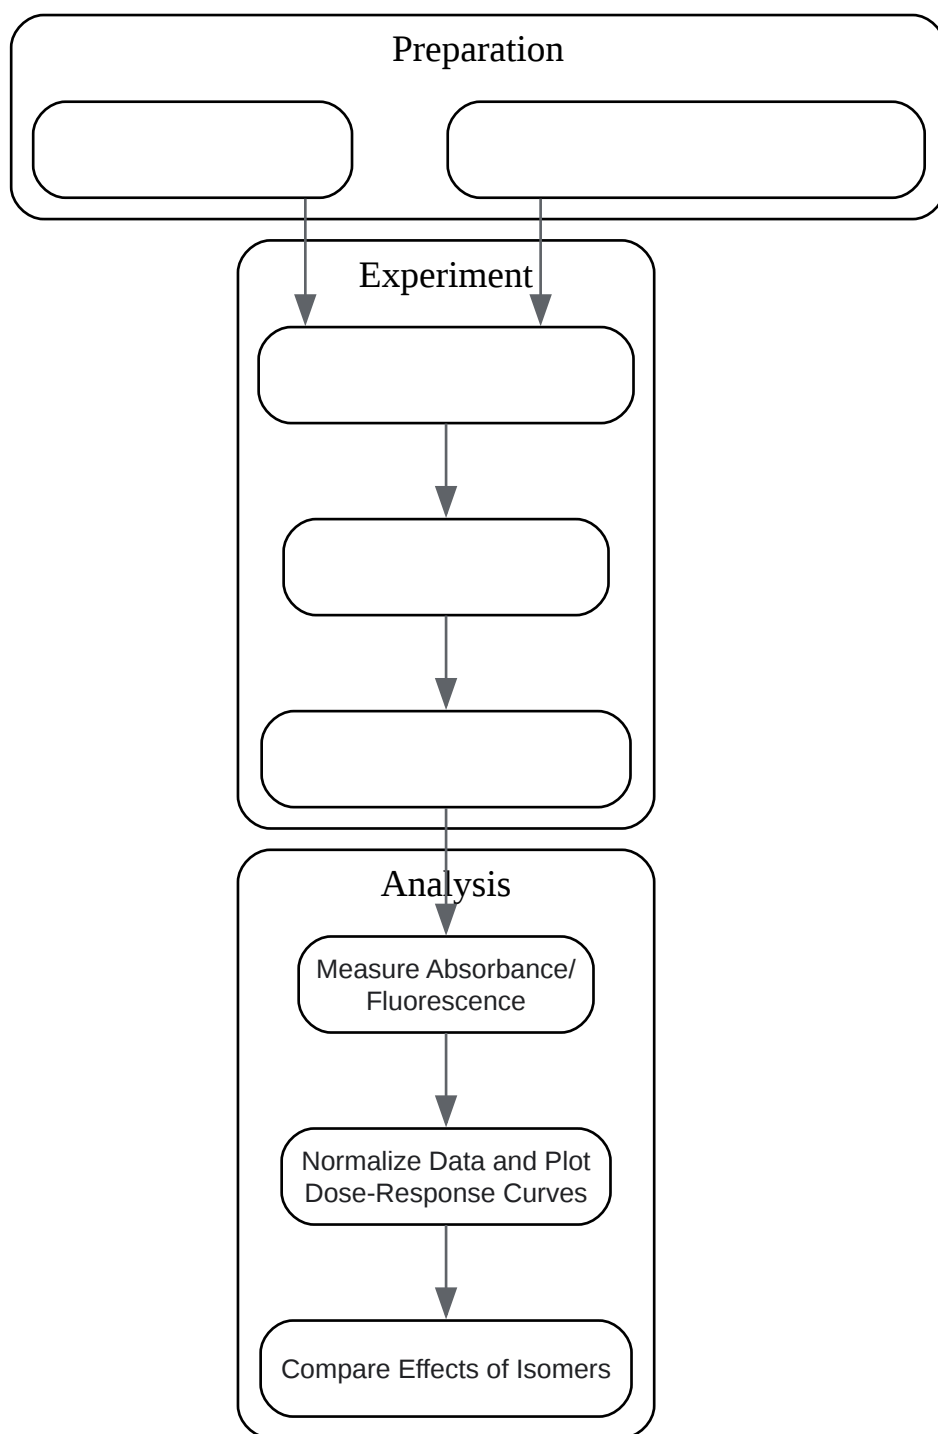 Preparation
Experiment
Analysis
Measure Absorbance/
Fluorescence
Normalize Data and Plot
Dose-Response Curves
Compare Effects of Isomers